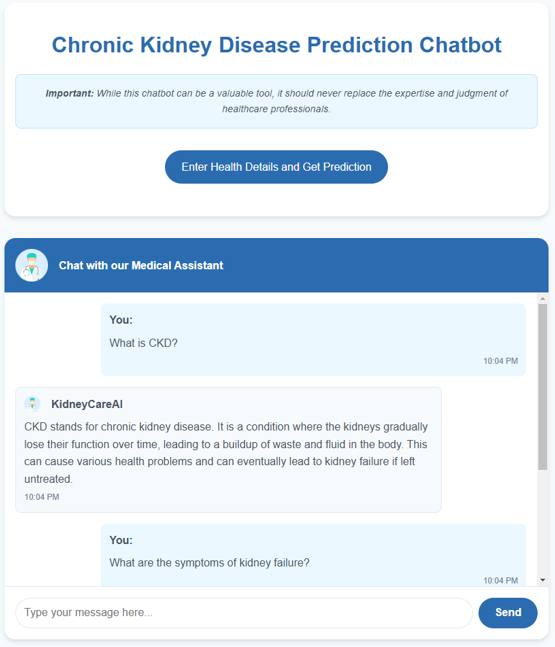 Chronic Kidney Disease Prediction Chatbot
Important: While this chatbot can be a valuable tool, it should never replace the expertise and judgment of
healthcare professionals.
Enter Health Details and Get Prediction
Chat with our Medical Assistant
You:
What is CKD?
10:04 PM
KidneyCareAI
CKD stands for chronic kidney disease. It is a condition where the kidneys gradually
lose their function over time, leading to a buildup of waste and fluid in the body. This
can cause various health problems and can eventually lead to kidney failure if left
untreated.
10:04 PM
You:
What are the symptoms of kidney failure?
10:04 PM
Type your message here...
Send